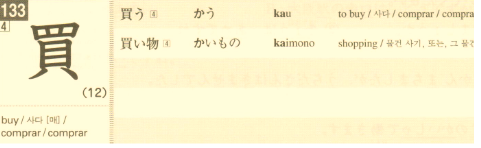 133
4
買
(12)
buy / 사다 [매] /
comprar / comprar
買う 4 かう kau to buy / 사다 / comprar / compra
買い物 4 かいもの kaimono shopping / 물건 사기, 또는, 그 물건